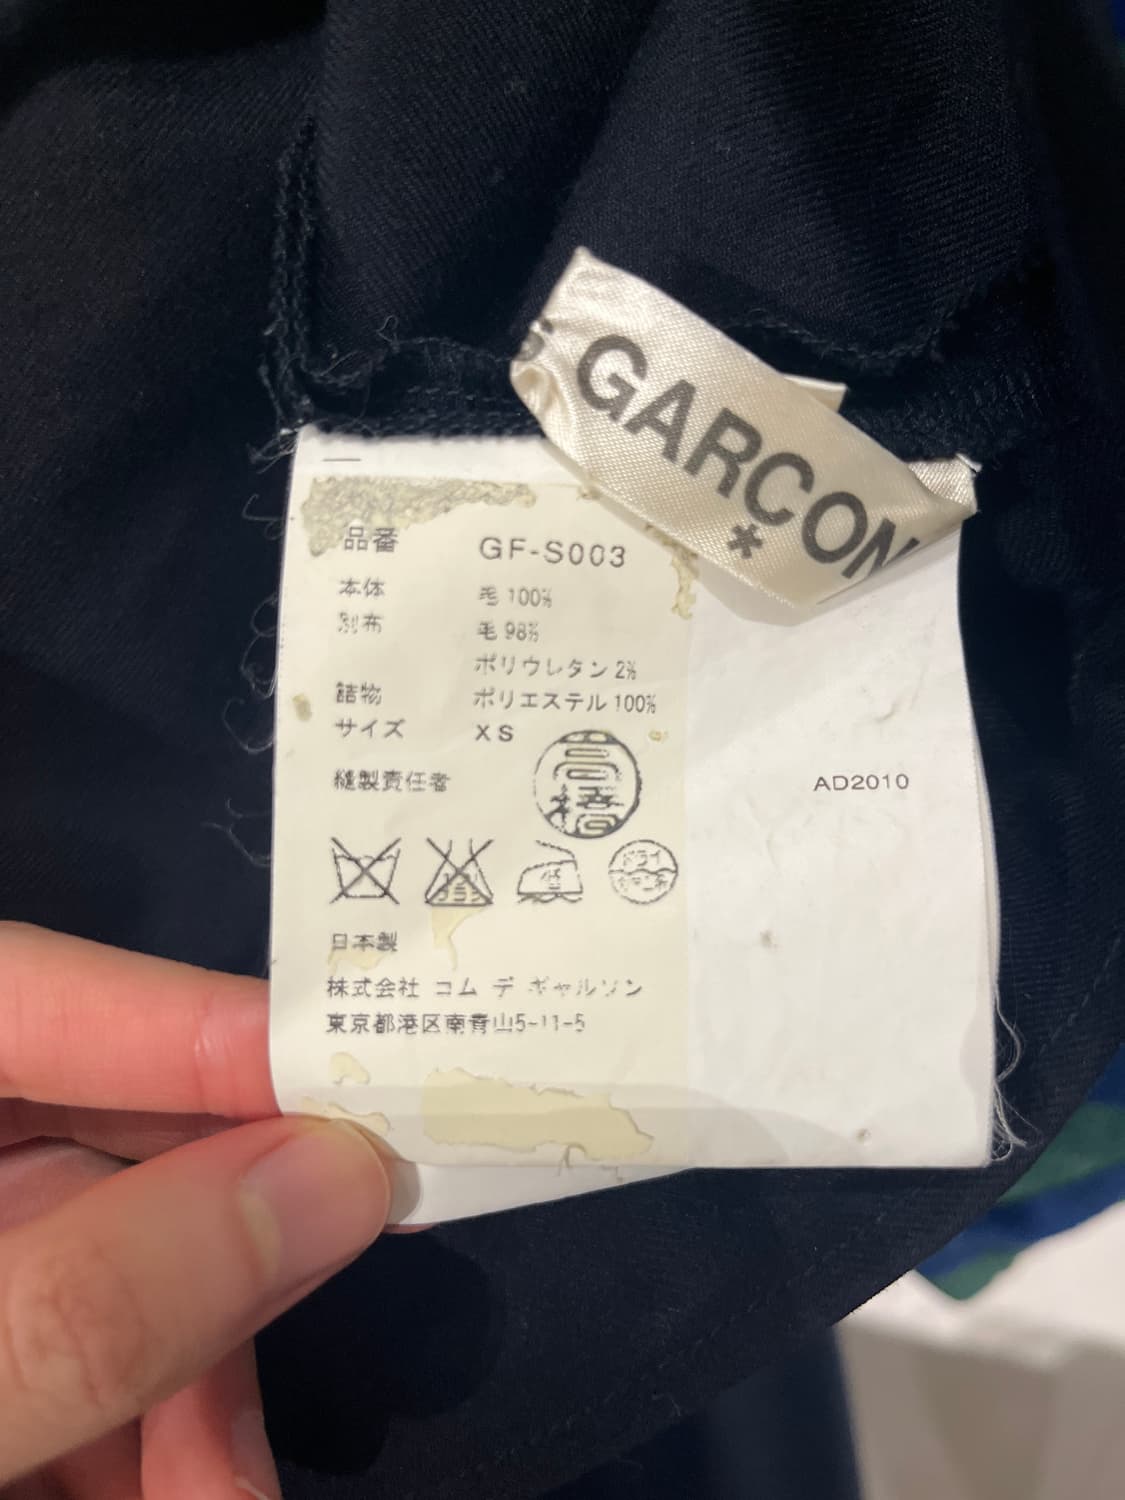 S GARCON
*
品番 GF-S003
本体 毛 100%
別布 毛 98%
ポリウレタン 2%
詰物 ポリエステル 100%
サイズ XS
縫製責任者 高橋
AD2010
日本製
株式会社 コム デ ギャルソン
東京都港区南青山5-11-5